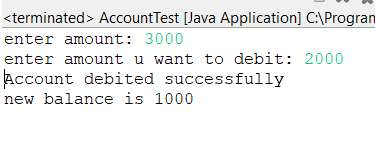 <terminated> AccountTest [Java Application] C:\Program
enter amount: 3000
enter amount u want to debit: 2000
Account debited successfully
new balance is 1000